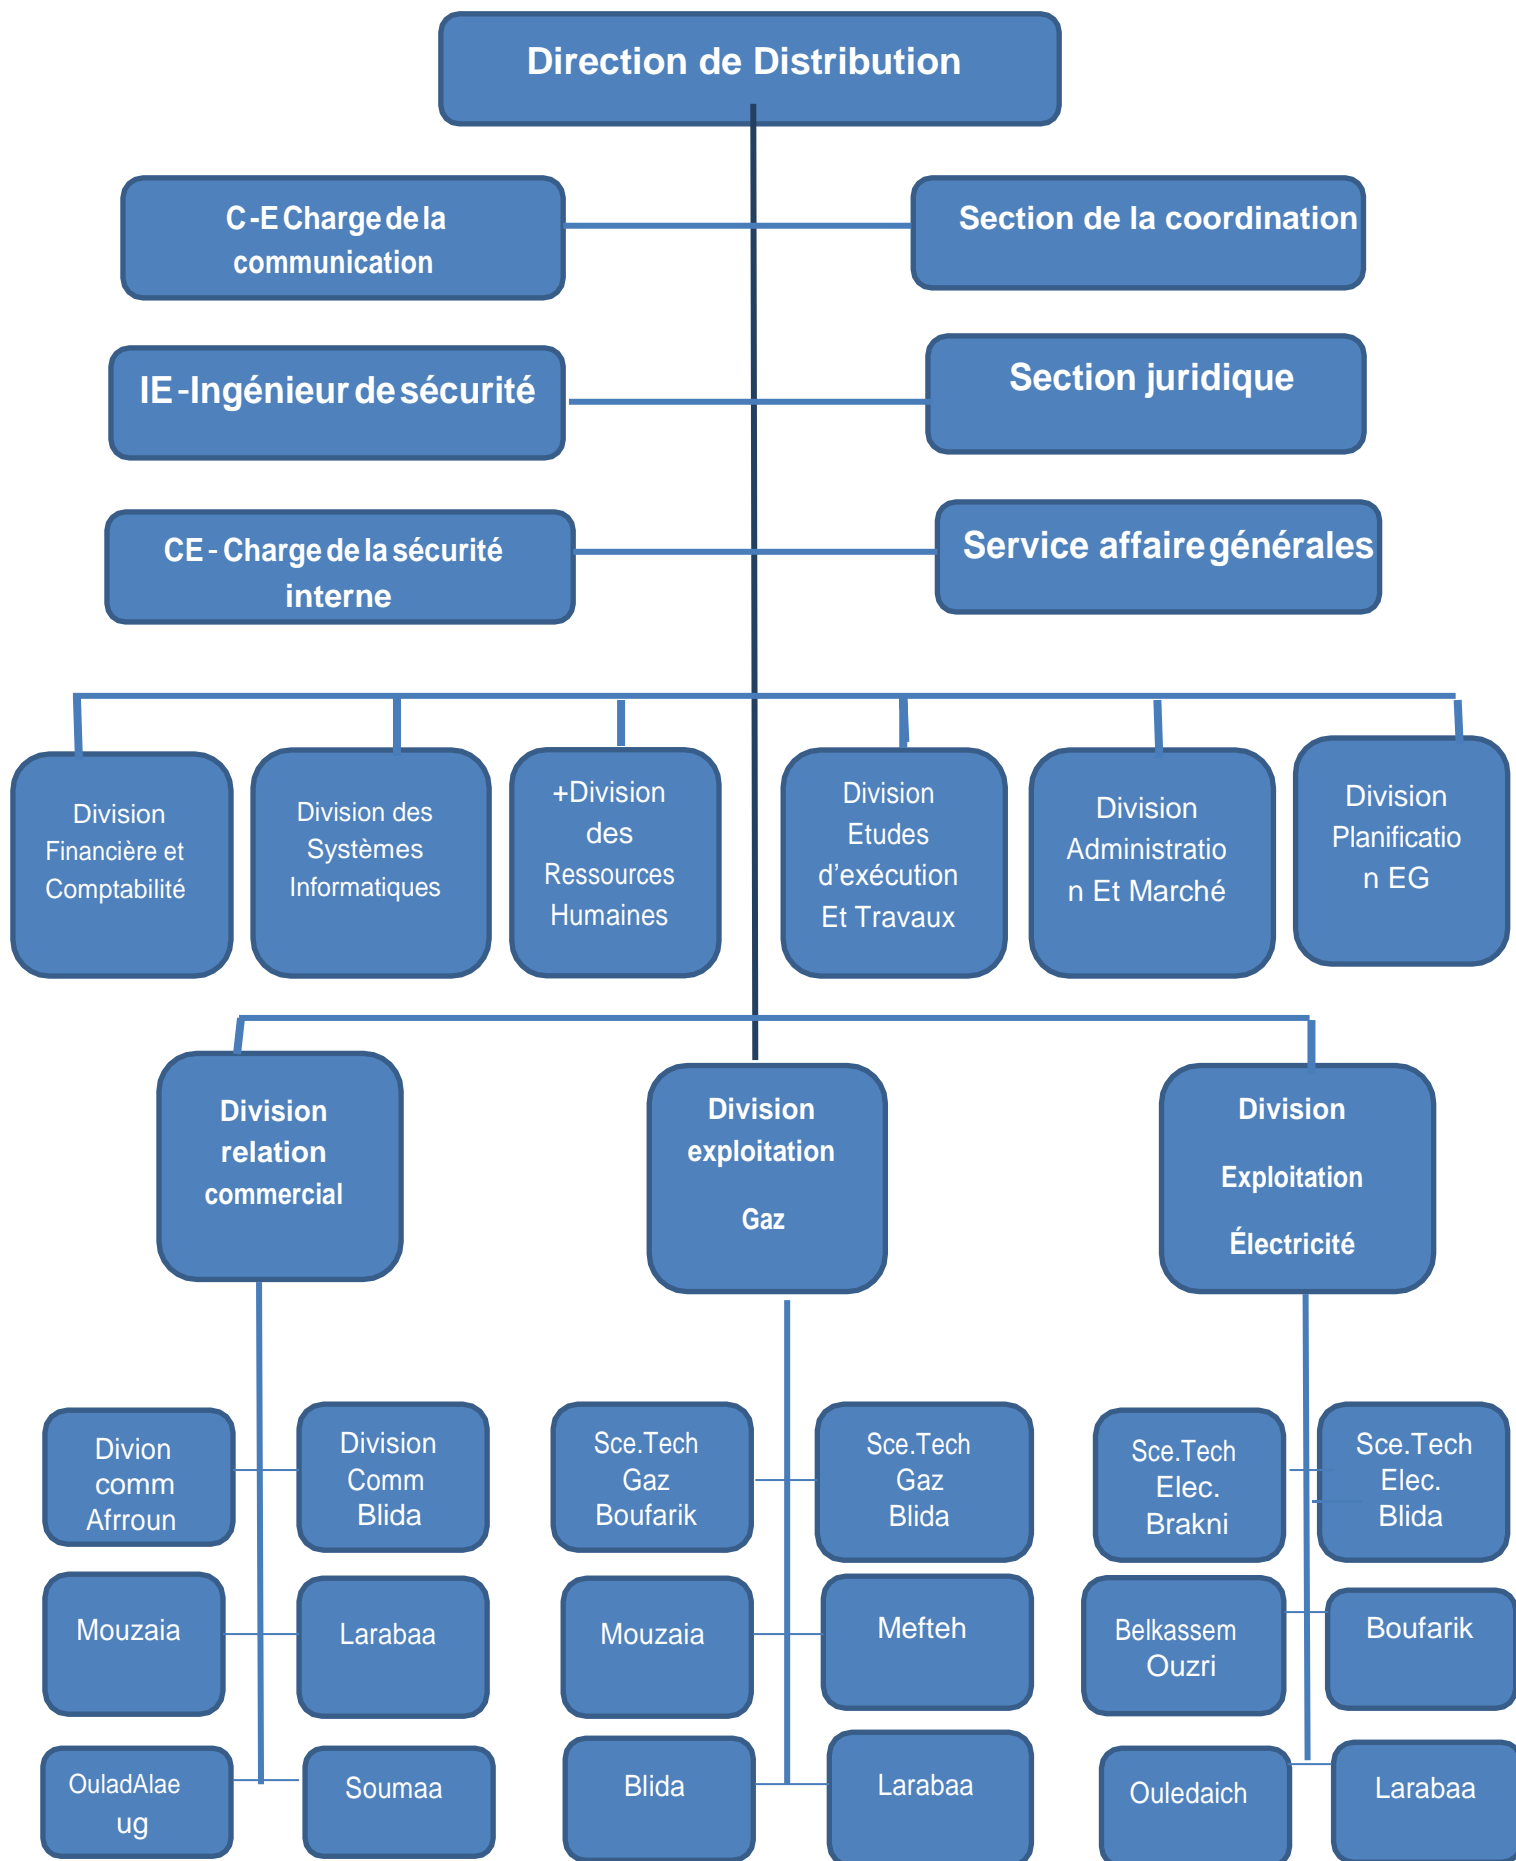 Direction de Distribution
C -E Charge de la
communication
Section de la coordination
IE -Ingénieur de sécurité
Section juridique
CE - Charge de la sécurité
interne
Service affaire générales
Division
Financière et
Comptabilité
Division des
Systèmes
Informatiques
+Division
des
Ressources
Humaines
Division
Etudes
d'exécution
Et Travaux
Division
Administratio
n Et Marché
Division
Planificatio
n EG
Division
relation
commercial
Division
exploitation
Gaz
Division
Exploitation
Électricité
Divion
comm
Afrroun
Division
Comm
Blida
Sce.Tech
Gaz
Boufarik
Sce.Tech
Gaz
Blida
Sce.Tech
Elec.
Brakni
Sce.Tech
Elec.
Blida
Mouzaia
Larabaa
Mouzaia
Mefteh
Belkassem
Ouzri
Boufarik
OuladAlae
ug
Soumaa
Blida
Larabaa
Ouledaich
Larabaa